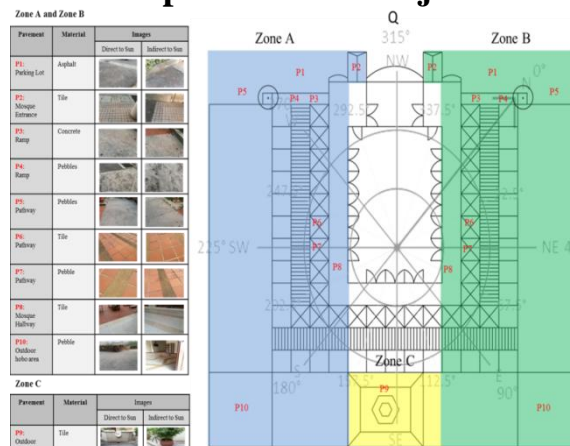 Zone A and Zone B
Pavement Material Images
Direct to Sun Indirect to Sun
P1: Parking Lot Asphalt
P2: Mosque Entrance Tile
P3: Ramp Concrete
P4: Ramp Pebbles
P5: Pathway Pebbles
P6: Pathway Tile
P7: Pathway Pebble
P8: Mosque Hallway Tile
P10: Outdoor hobo area Pebble
Zone C
Pavement Material Images
Direct to Sun Indirect to Sun
P9: Outdoor Tile
Q
Zone A 315° Zone B
NW
P2 P2
P1 P1
N 0°
P5 P4 P3 P3 P4 P5
292.5° 337.5°
P6 P6
225° SW P7 P7 NE
P8 P8
Zone C
180° 157.5° 112.5° 90°
P9
P10 P10
SE